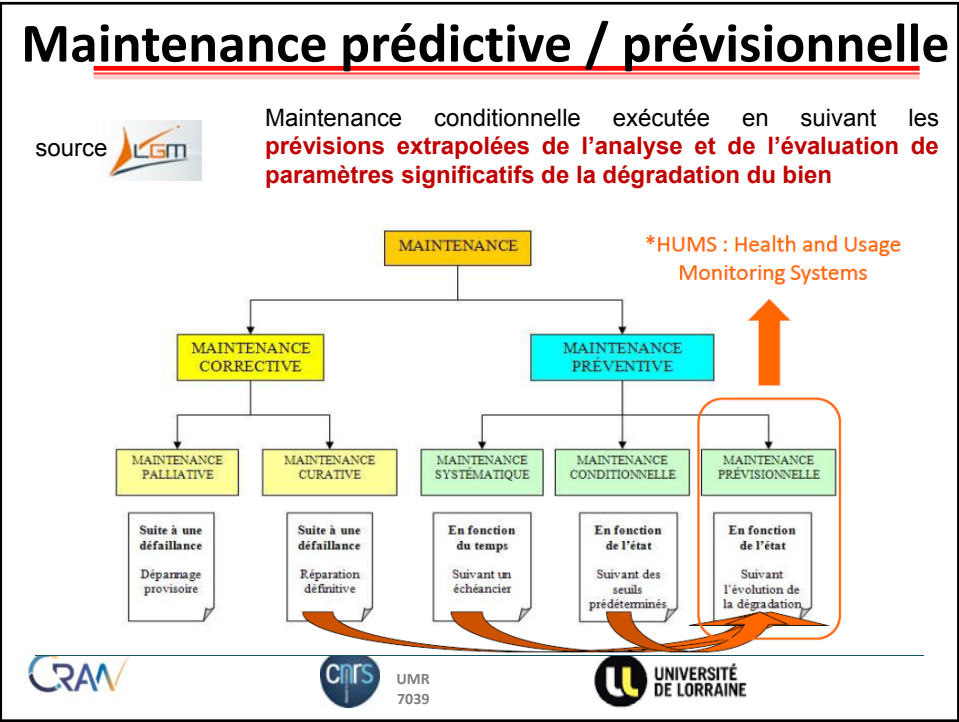 Maintenance prédictive / prévisionnelle
source LGM
Maintenance conditionnelle exécutée en suivant les
prévisions extrapolées de l'analyse et de l'évaluation de
paramètres significatifs de la dégradation du bien
*HUMS : Health and Usage
Monitoring Systems
MAINTENANCE
MAINTENANCE
CORRECTIVE
MAINTENANCE
PRÉVENTIVE
MAINTENANCE
PALLIATIVE
MAINTENANCE
CURATIVE
MAINTENANCE
SYSTÉMATIQUE
MAINTENANCE
CONDITIONNELLE
MAINTENANCE
PRÉVISIONNELLE
Suite à une
défaillance
Dépannage
provisoire
Suite à une
défaillance
Réparation
définitive
En fonction
du temps
Suivant un
échéancier
En fonction
de l'état
Suivant des
seuils
prédéterminés
En fonction
de l'état
Suivant
l'évolution de
la dégradation
CRAN
cnrs
UMR
7039
UNIVERSITÉ
DE LORRAINE